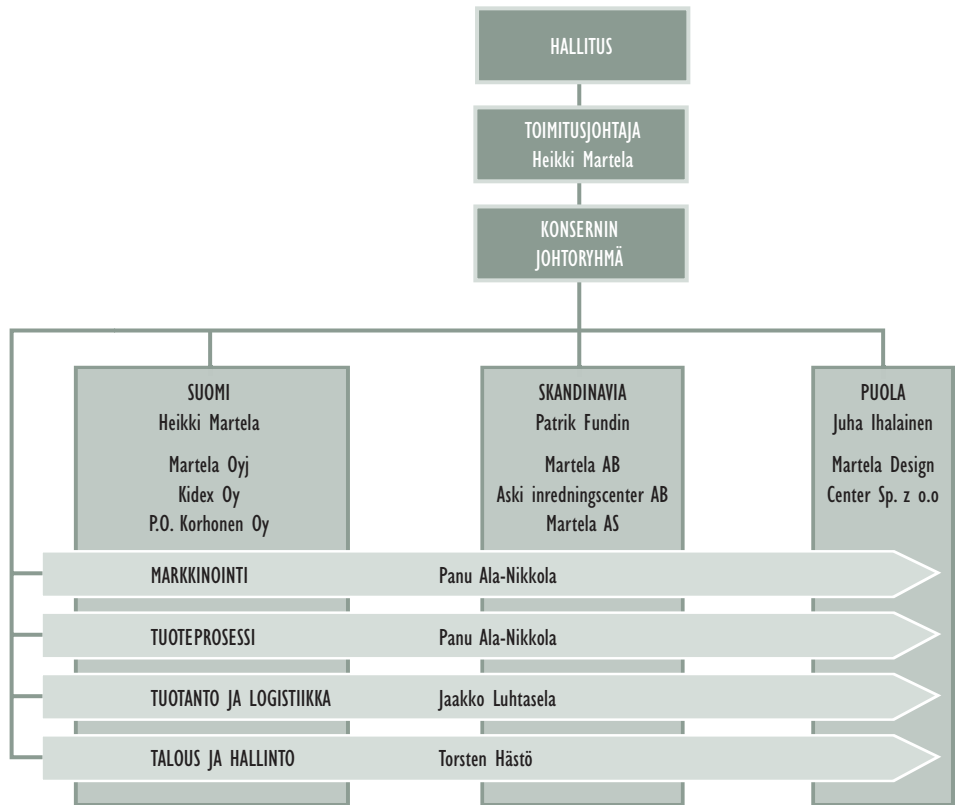 HALLITUS
TOIMITUSJOHTAJA
Heikki Martela
KONSERNIN
JOHTORYHMÄ
SUOMI
Heikki Martela
Martela Oyj
Kidex Oy
P.O. Korhonen Oy
SKANDINAVIA
Patrik Fundin
Martela AB
Aski inredningscenter AB
Martela AS
PUOLA
Juha Ihalainen
Martela Design
Center Sp. z o.o
MARKKINOINTI Panu Ala-Nikkola
TUOTEPROSESSI Panu Ala-Nikkola
TUOTANTO JA LOGISTIIKKA Jaakko Luhtasela
TALOUS JA HALLINTO Torsten Hästö